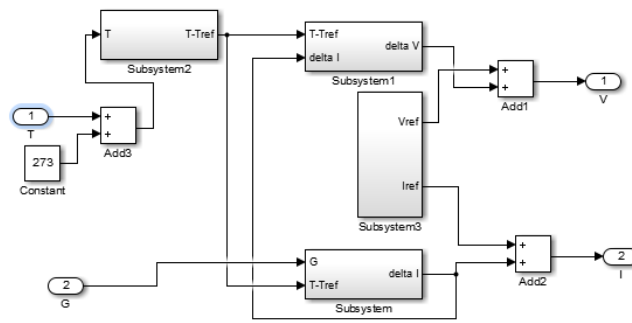 T T-Tref
Subsystem2
T-Tref
delta I
delta V
Subsystem1
+
+
Add1
1
V
1
T
+
+
Add3
273
Constant
Vref
Iref
Subsystem3
2
G
G
T-Tref
delta I
Subsystem
+
+
Add2
2
I